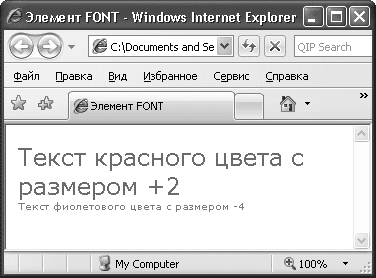 Элемент FONT - Windows Internet Explorer
C:\Documents and Se
QIP Search
Файл Правка Вид Избранное Сервис Справка
Элемент FONT
Текст красного цвета с
размером +2
Текст фиолетового цвета с размером -4
My Computer 100%